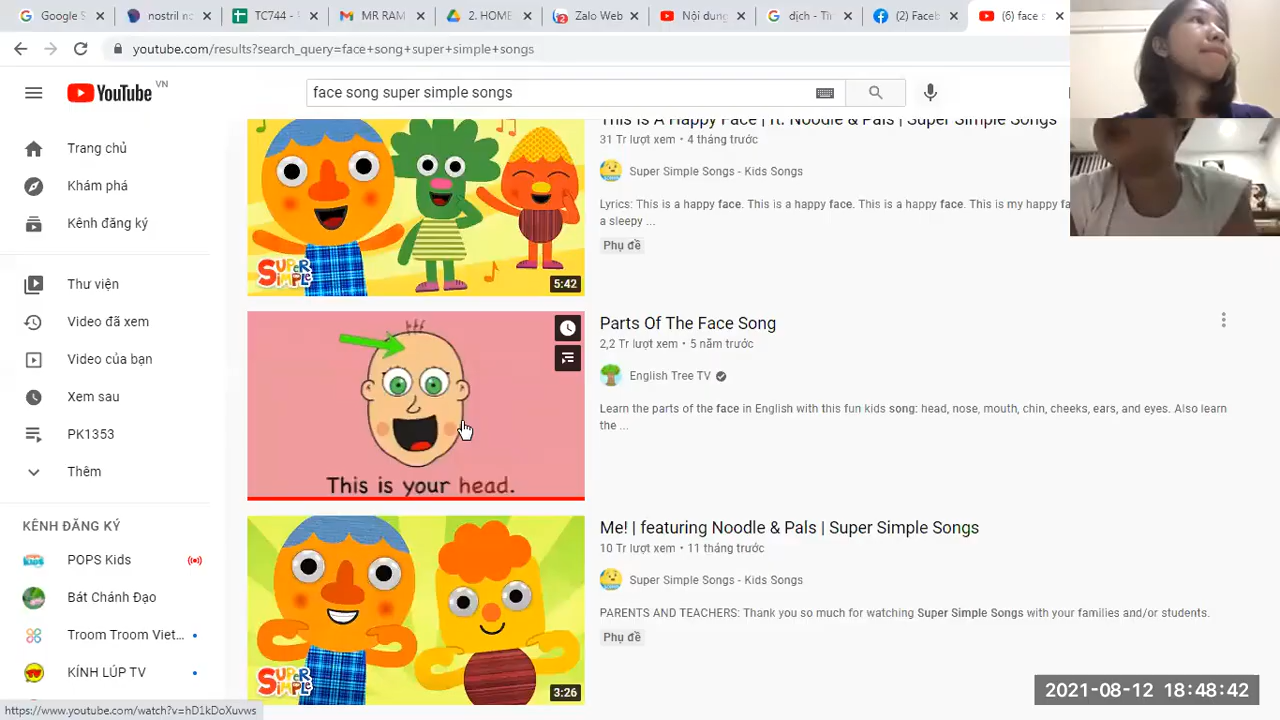 Google S
nostril n
TC74
MR RAM
2. HOME
Zalo Web
Nội dung
dịch - Tì
(2) Faceb
(6) face s
youtube.com/results?search_query=face+song+super+simple+songs
YouTube VN
face song super simple songs
Trang chủ
Khám phá
Kênh đăng ký
Thư viện
Video đã xem
Video của bạn
Xem sau
PK1353
Thêm
KÊNH ĐĂNG KÝ
POPS Kids
Bát Chánh Đạo
Troom Troom Viet...
KÍNH LÚP TV
SUPER
SIMPLE
5:42
This Is A Happy Face | ft. Noodle & Pals | Super Simple Songs
31 Tr lượt xem • 4 tháng trước
Super Simple Songs - Kids Songs
Lyrics: This is a happy face. This is a happy face. This is a happy face. This is my happy fa
a sleepy ...
Phụ đề
This is your head.
Parts Of The Face Song
2,2 Tr lượt xem • 5 năm trước
English Tree TV
Learn the parts of the face in English with this fun kids song: head, nose, mouth, chin, cheeks, ears, and eyes. Also learn
the ...
SUPER
SIMPLE
3:26
Me! | featuring Noodle & Pals | Super Simple Songs
10 Tr lượt xem • 11 tháng trước
Super Simple Songs - Kids Songs
PARENTS AND TEACHERS: Thank you so much for watching Super Simple Songs with your families and/or students.
Phụ đề
https://www.youtube.com/watch?v=hD1kDoXuvws
2021-08-12 18:48:42